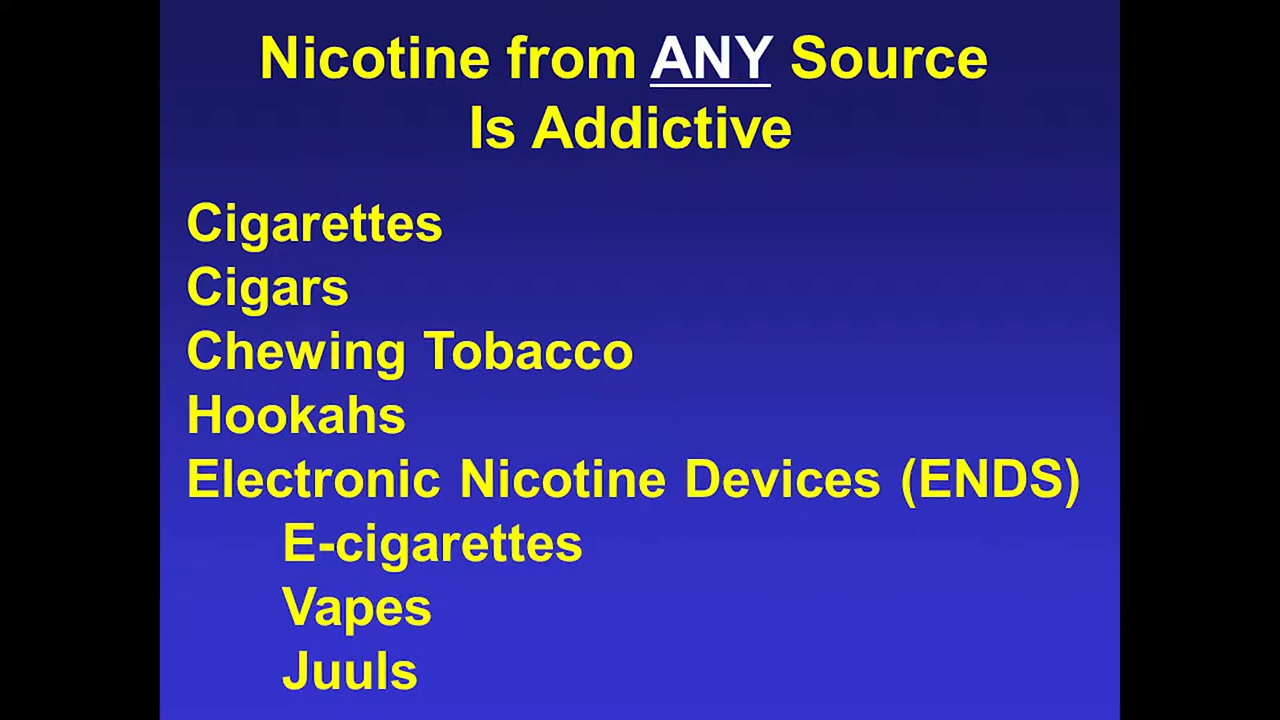 Nicotine from ANY Source
Is Addictive
Cigarettes
Cigars
Chewing Tobacco
Hookahs
Electronic Nicotine Devices (ENDS)
E-cigarettes
Vapes
Juuls